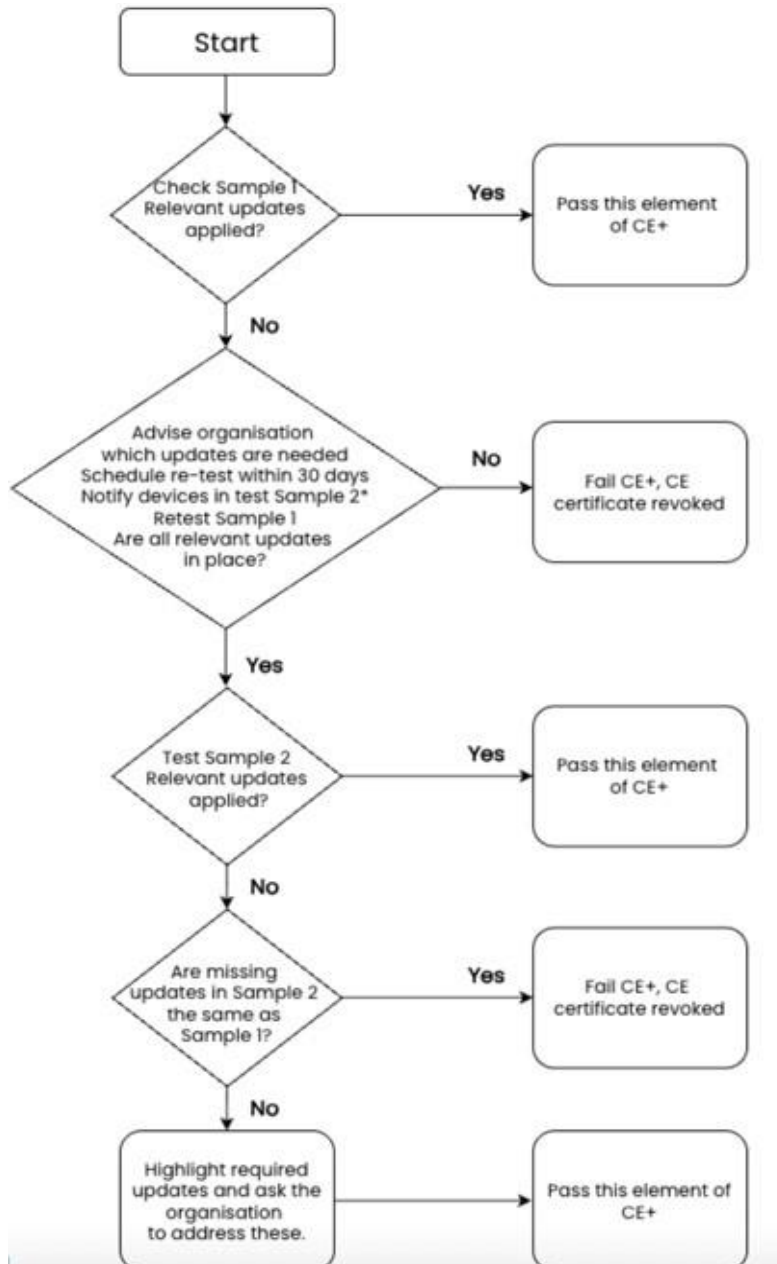 Start
Check Sample 1
Relevant updates
applied?
Yes
Pass this element
of CE+
No
Advise organisation
which updates are needed
Schedule re-test within 30 days
Notify devices in test Sample 2*
Retest Sample 1
Are all relevant updates
in place?
No
Fail CE+, CE
certificate revoked
Yes
Test Sample 2
Relevant updates
applied?
Yes
Pass this element
of CE+
No
Are missing
updates in Sample 2
the same as
Sample 1?
Yes
Fail CE+, CE
certificate revoked
No
Highlight required
updates and ask the
organisation
to address these.
Pass this element of
CE+